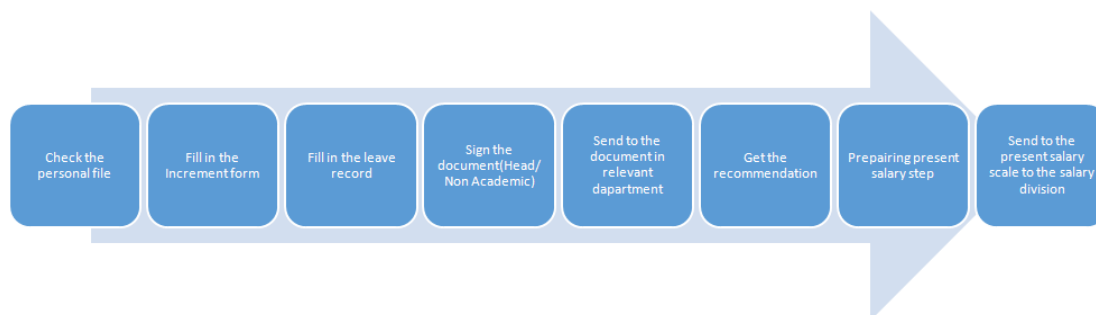 Check the
personal file
Fill in the
Increment form
Fill in the leave
record
Sign the
document(Head/
Non Academic)
Send to the
document in
relevant
dapartment
Get the
recommendation
Prepairing present
salary step
Send to the
present salary
scale to the salary
division